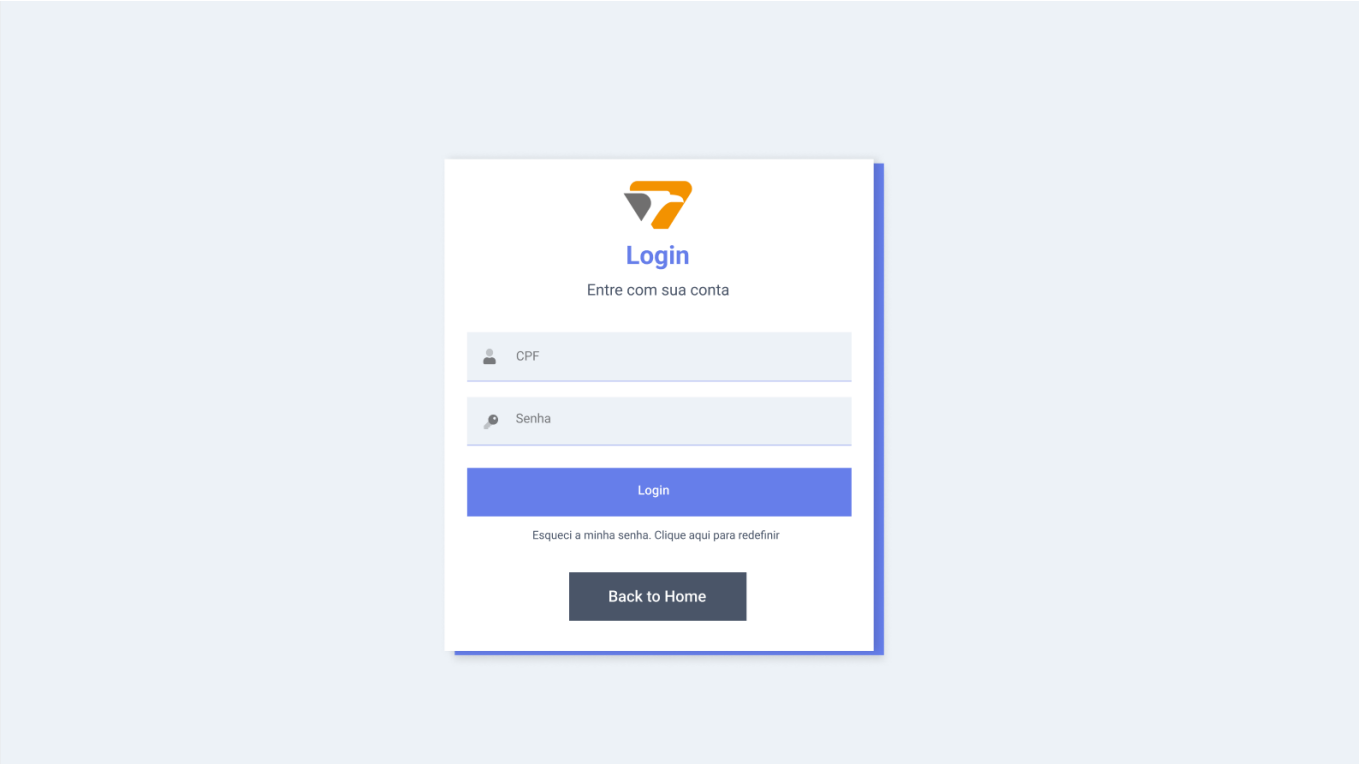 Login
Entre com sua conta
CPF
Senha
Login
Esqueci a minha senha. Clique aqui para redefinir
Back to Home